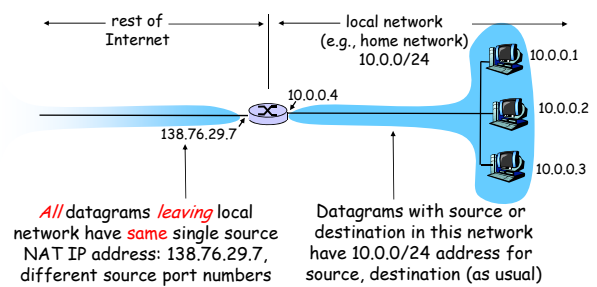 rest of
Internet
local network
(e.g., home network)
10.0.0/24
10.0.0.1
10.0.0.4
10.0.0.2
138.76.29.7
10.0.0.3
All datagrams leaving local
network have same single source
NAT IP address: 138.76.29.7,
different source port numbers
Datagrams with source or
destination in this network
have 10.0.0/24 address for
source, destination (as usual)